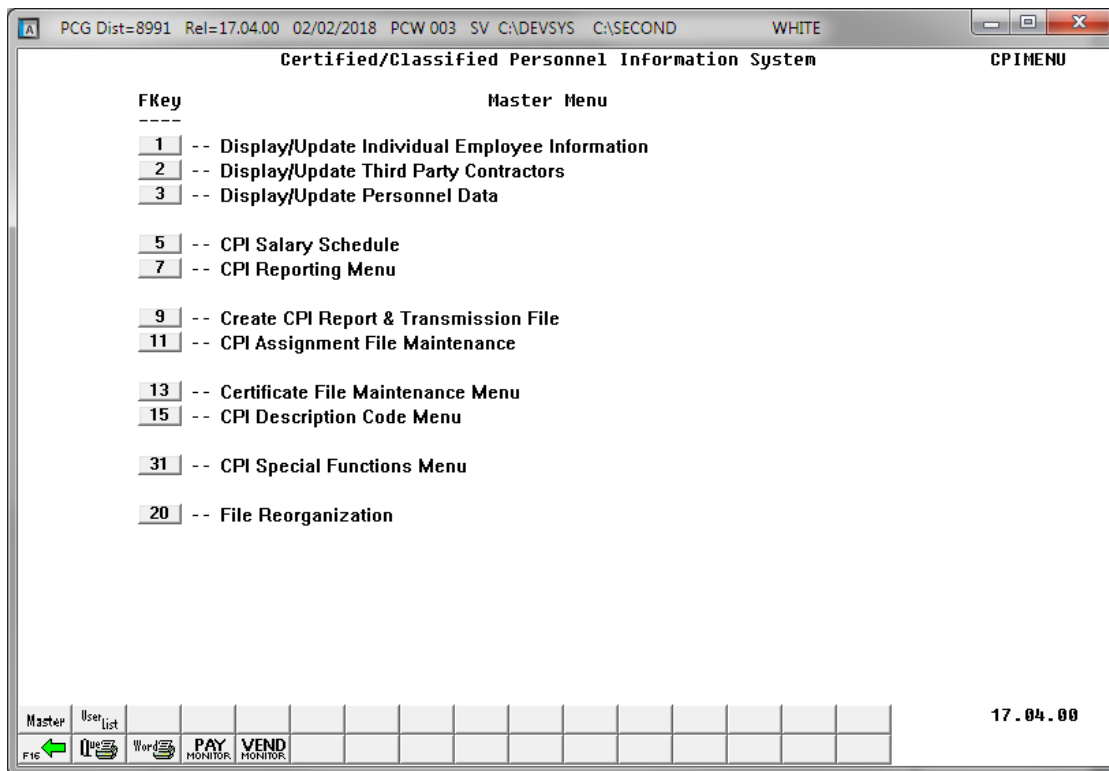 PCG Dist=8991 Rel=17.04.00 02/02/2018 PCW 003 SV C:\DEVSYS C:\SECOND WHITE
Certified/Classified Personnel Information System CPIMENU
FKey Master Menu
----
1 -- Display/Update Individual Employee Information
2 -- Display/Update Third Party Contractors
3 -- Display/Update Personnel Data
5 -- CPI Salary Schedule
7 -- CPI Reporting Menu
9 -- Create CPI Report & Transmission File
11 -- CPI Assignment File Maintenance
13 -- Certificate File Maintenance Menu
15 -- CPI Description Code Menu
31 -- CPI Special Functions Menu
20 -- File Reorganization
Master User List 17.04.00
F16 Que Word PAY MONITOR VEND MONITOR